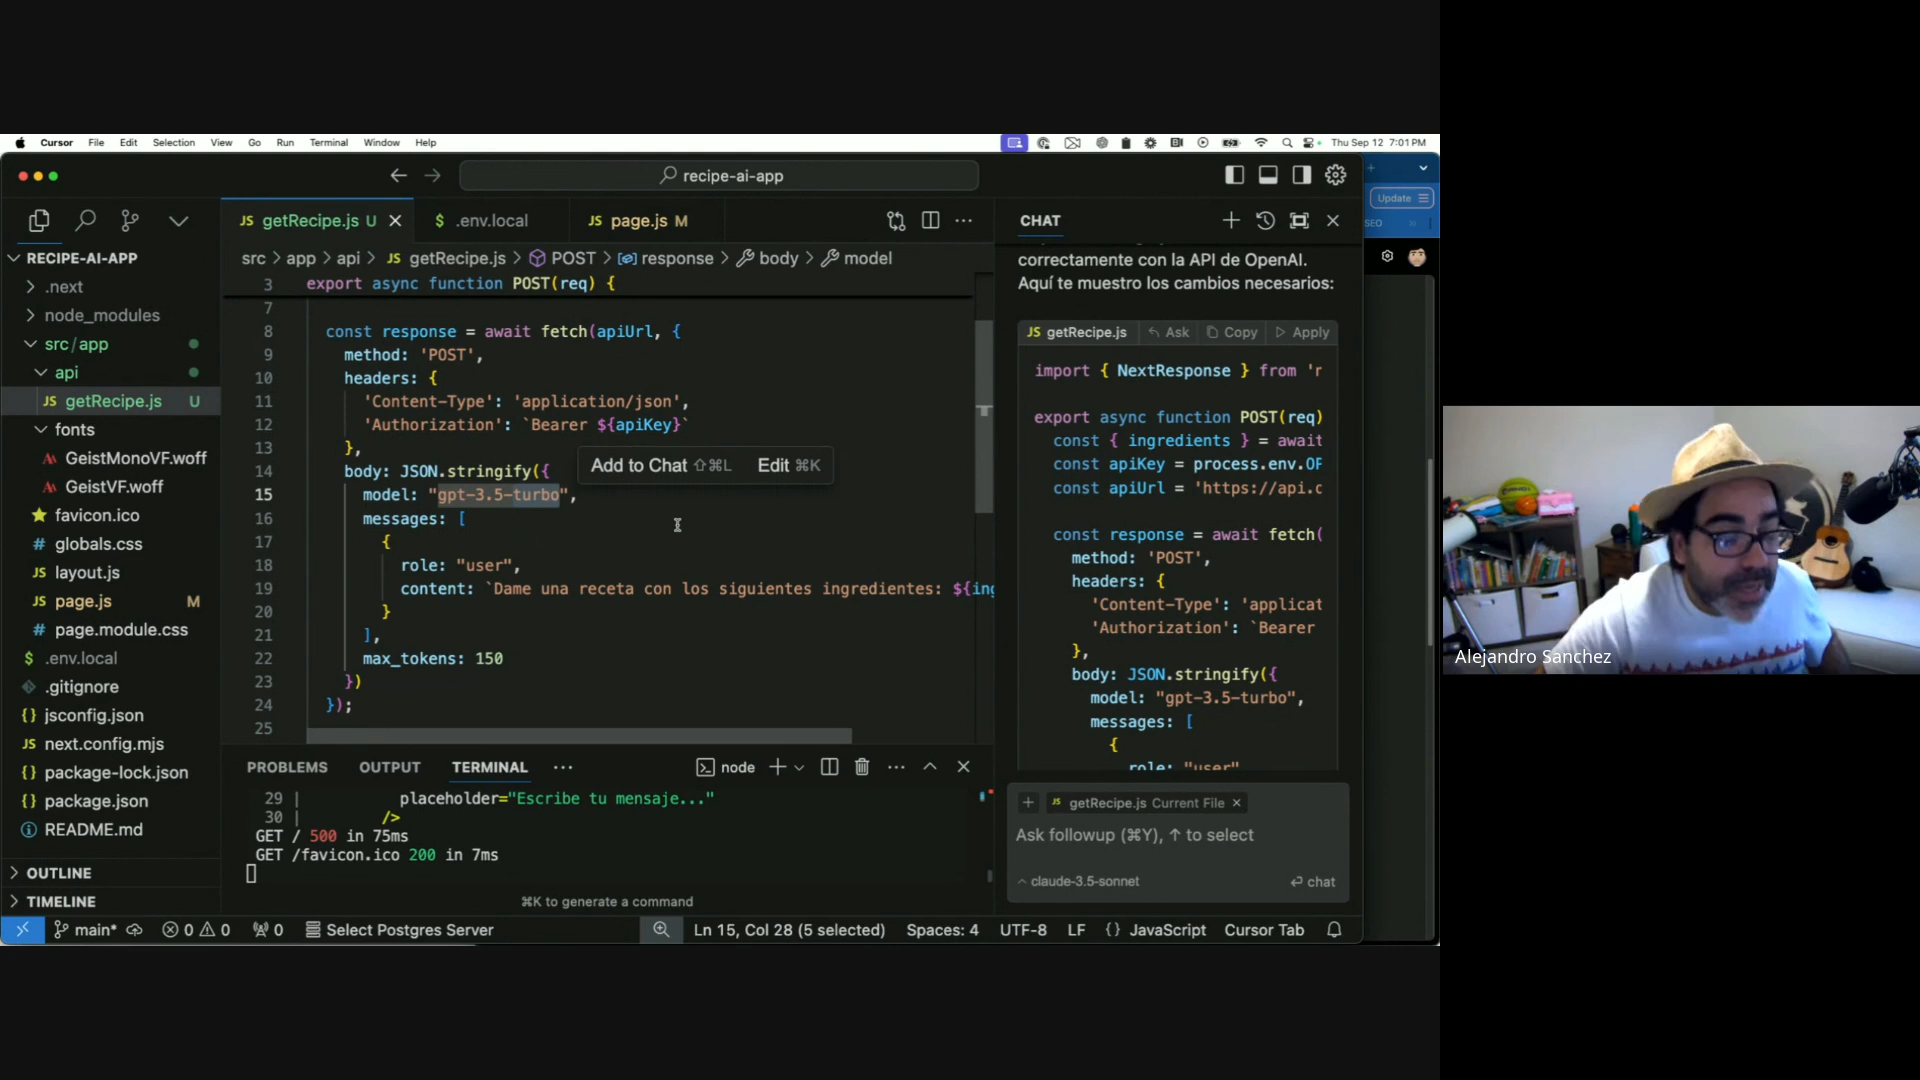 Cursor File Edit Selection View Go Run Terminal Window Help
Thu Sep 12 7:01 PM
recipe-ai-app
Update
SEO
JS getRecipe.js U
$ .env.local
JS page.js M
src > app > api > JS getRecipe.js > POST > response > body > model
RECIPE-AI-APP
.next
node_modules
src/app
api
JS getRecipe.js U
fonts
GeistMonoVF.woff
GeistVF.woff
favicon.ico
# globals.css
JS layout.js
JS page.js M
# page.module.css
$ .env.local
.gitignore
{} jsconfig.json
JS next.config.mjs
{} package-lock.json
{} package.json
README.md
OUTLINE
TIMELINE
3 export async function POST(req) {
7
8 const response = await fetch(apiUrl, {
9 method: 'POST',
10 headers: {
11 'Content-Type': 'application/json',
12 'Authorization': `Bearer ${apiKey}`
13 },
14 body: JSON.stringify({
15 model: "gpt-3.5-turbo",
16 messages: [
17 {
18 role: "user",
19 content: `Dame una receta con los siguientes ingredientes: ${ing
20 }
21 ],
22 max_tokens: 150
23 })
24 });
25
Add to Chat ⇧⌘L Edit ⌘K
PROBLEMS OUTPUT TERMINAL ···
node
29 | placeholder="Escribe tu mensaje..."
30 | />
GET / 500 in 75ms
GET /favicon.ico 200 in 7ms
⌘K to generate a command
CHAT
correctamente con la API de OpenAI.
Aquí te muestro los cambios necesarios:
JS getRecipe.js Ask Copy Apply
import { NextResponse } from 'r
export async function POST(req)
const { ingredients } = await
const apiKey = process.env.OP
const apiUrl = 'https://api.o
const response = await fetch(
method: 'POST',
headers: {
'Content-Type': 'applicat
'Authorization': `Bearer
},
body: JSON.stringify({
model: "gpt-3.5-turbo",
messages: [
{
role: "user"
JS getRecipe.js Current File
Ask followup (⌘Y), ↑ to select
claude-3.5-sonnet
chat
main* 0 0 0 Select Postgres Server
Ln 15, Col 28 (5 selected) Spaces: 4 UTF-8 LF {} JavaScript Cursor Tab
Alejandro Sanchez